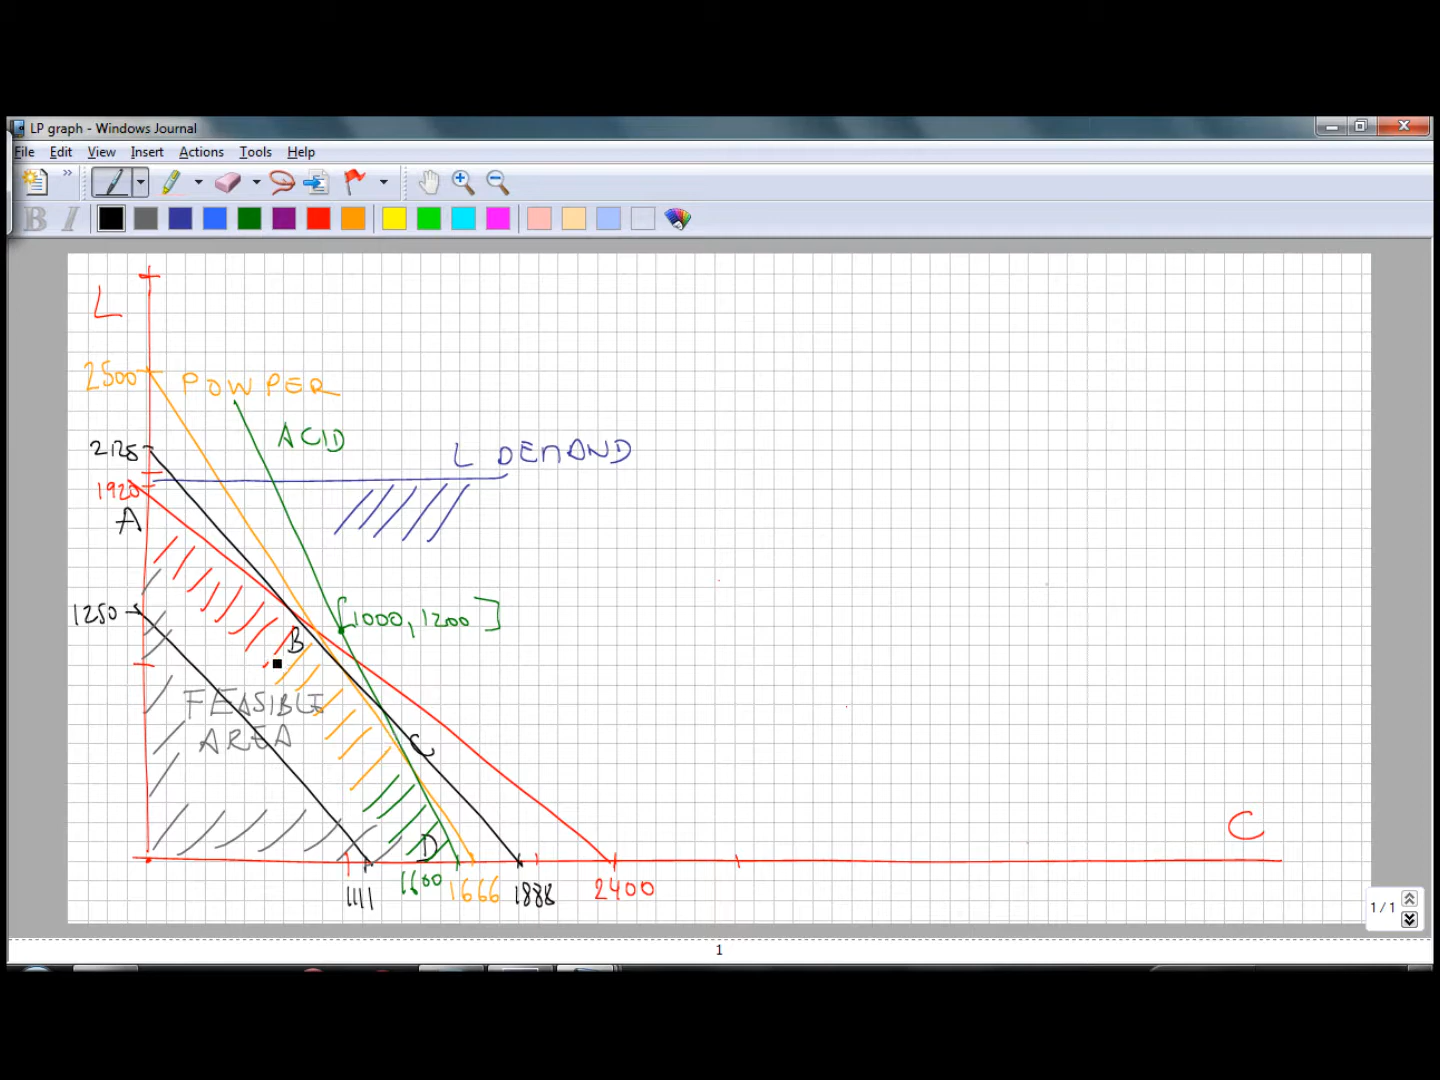 LP graph - Windows Journal
File Edit View Insert Actions Tools Help
B I
L
2500 POWPER
ACID
2125
L DEMAND
1920
A
1250
[1000, 1200]
B
FEASIBLE
AREA
C
C
D
1111 1600 1666 1888 2400
1 / 1
1